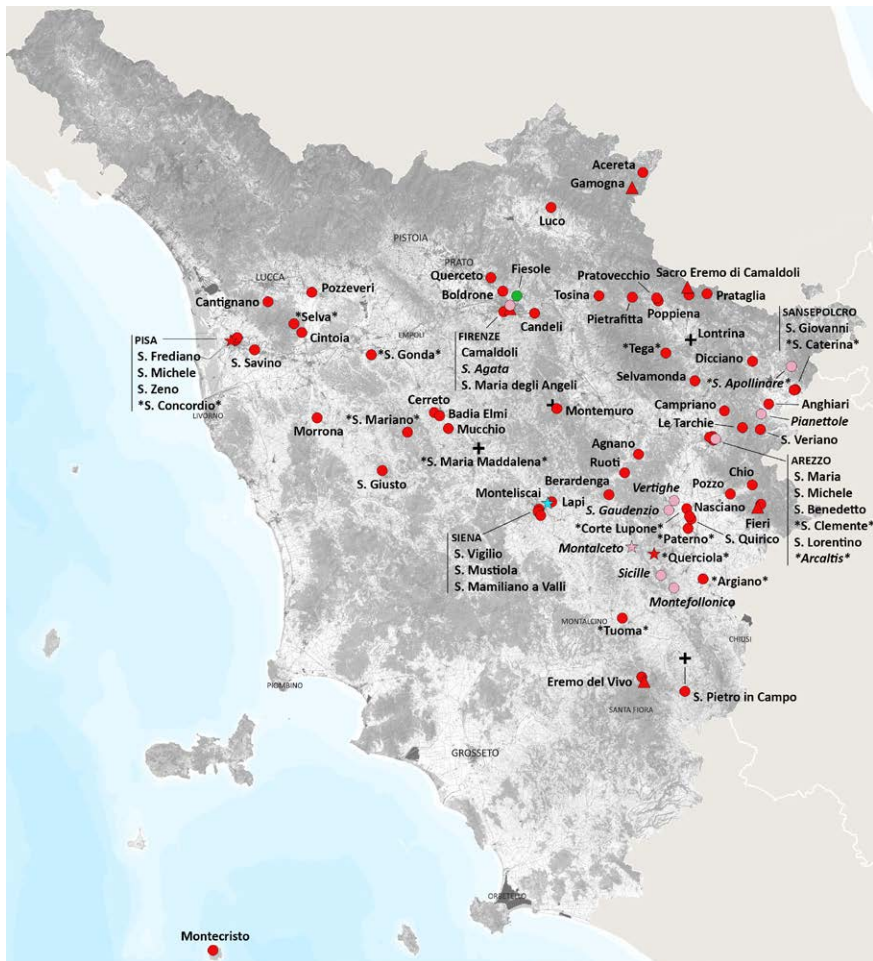 Acereta
Gamogna
Luco
PISTOIA
PRATO
Fiesole
Querceto
Boldrone
Pratovecchio
Sacro Eremo di Camaldoli
LUCCA
Pozzeveri
Cantignano
*Selva*
Cintoia
Tosina
Pietrafitta
Poppiena
Prataglia
Candeli
SANSEPOLCRO
S. Giovanni
*S. Caterina*
PISA
S. Frediano
S. Michele
S. Zeno
*S. Concordio*
S. Savino
EMPOLI
*S. Gonda*
FIRENZE
Camaldoli
S. Agata
S. Maria degli Angeli
Lontrina
*Tega*
Dicciano
Selvamonda
*S. Apollinare*
LIVORNO
Morrona
*S. Mariano*
Cerreto
Badia Elmi
Mucchio
Montemuro
Campriano
Anghiari
Pianettole
Le Tarchie
S. Veriano
*S. Maria Maddalena*
S. Giusto
Agnano
Ruoti
AREZZO
S. Maria
S. Michele
S. Benedetto
*S. Clemente*
S. Lorentino
*Arcaltis*
Chio
Pozzo
Berardenga
Monteliscai
Lapi
Vertighe
S. Gaudenzio
Nasciano
Fieri
*Corte Lupone*
S. Quirico
*Paterno*
SIENA
S. Vigilio
S. Mustiola
S. Mamiliano a Valli
Montalceto
*Querciola*
Sicille
*Argiano*
Montefollonico
MONTALCINO
*Tuoma*
CHIUSI
PIOMBINO
Eremo del Vivo
S. Pietro in Campo
SANTA FIORA
GROSSETO
ORBETELLO
Montecristo